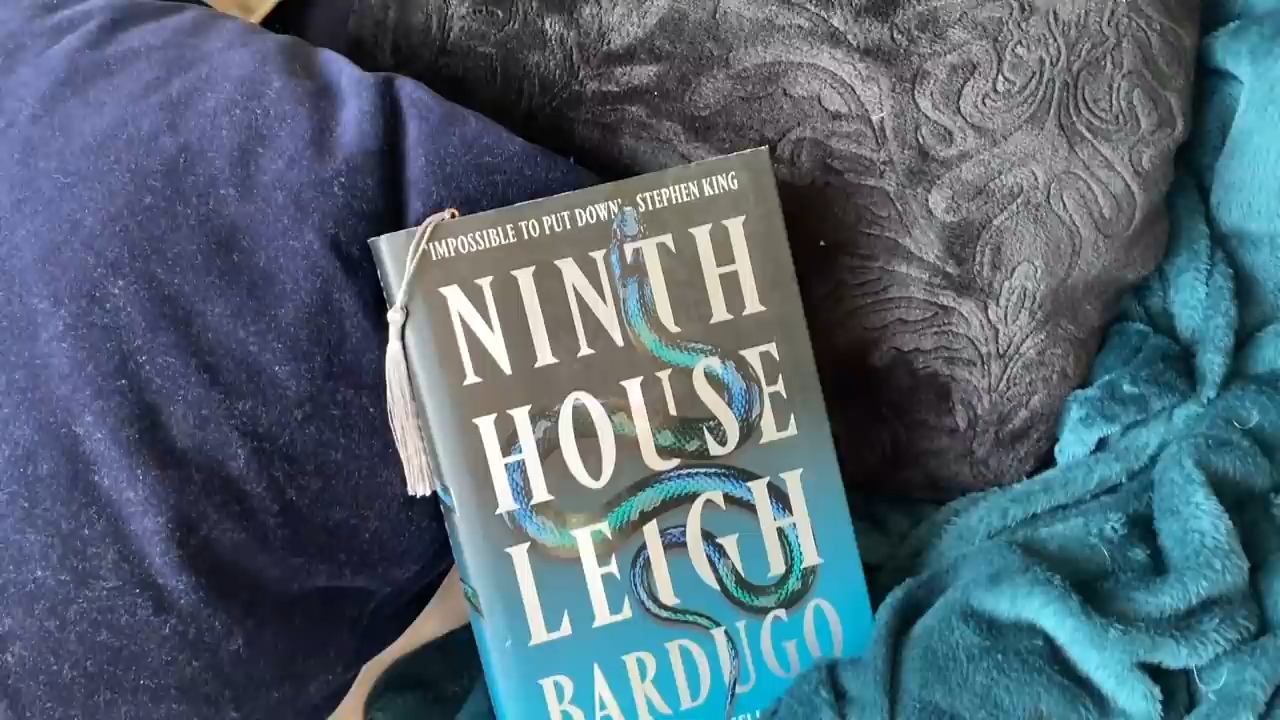 'IMPOSSIBLE TO PUT DOWN' STEPHEN KING
NINTH
HOUSE
LEIGH
BARDUGO